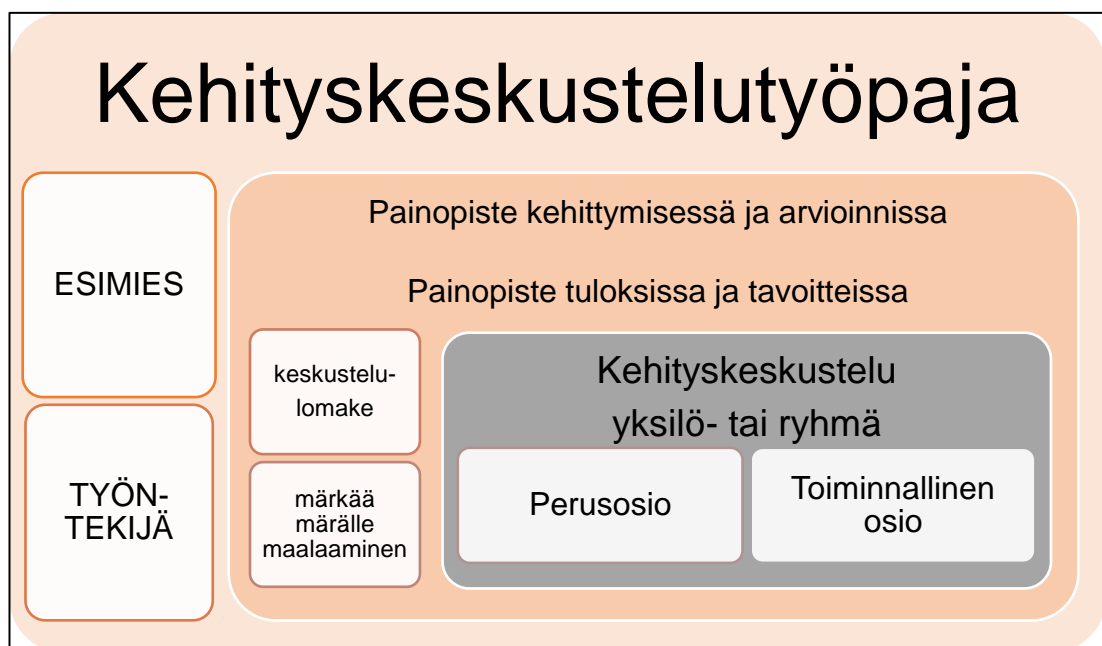 Kehityskeskustelutyöpaja
ESIMIES
TYÖN-
TEKIJÄ
Painopiste kehittymisessä ja arvioinnissa
Painopiste tuloksissa ja tavoitteissa
keskustelu-
lomake
märkää
märälle
maalaaminen
Kehityskeskustelu
yksilö- tai ryhmä
Perusosio
Toiminnallinen
osio